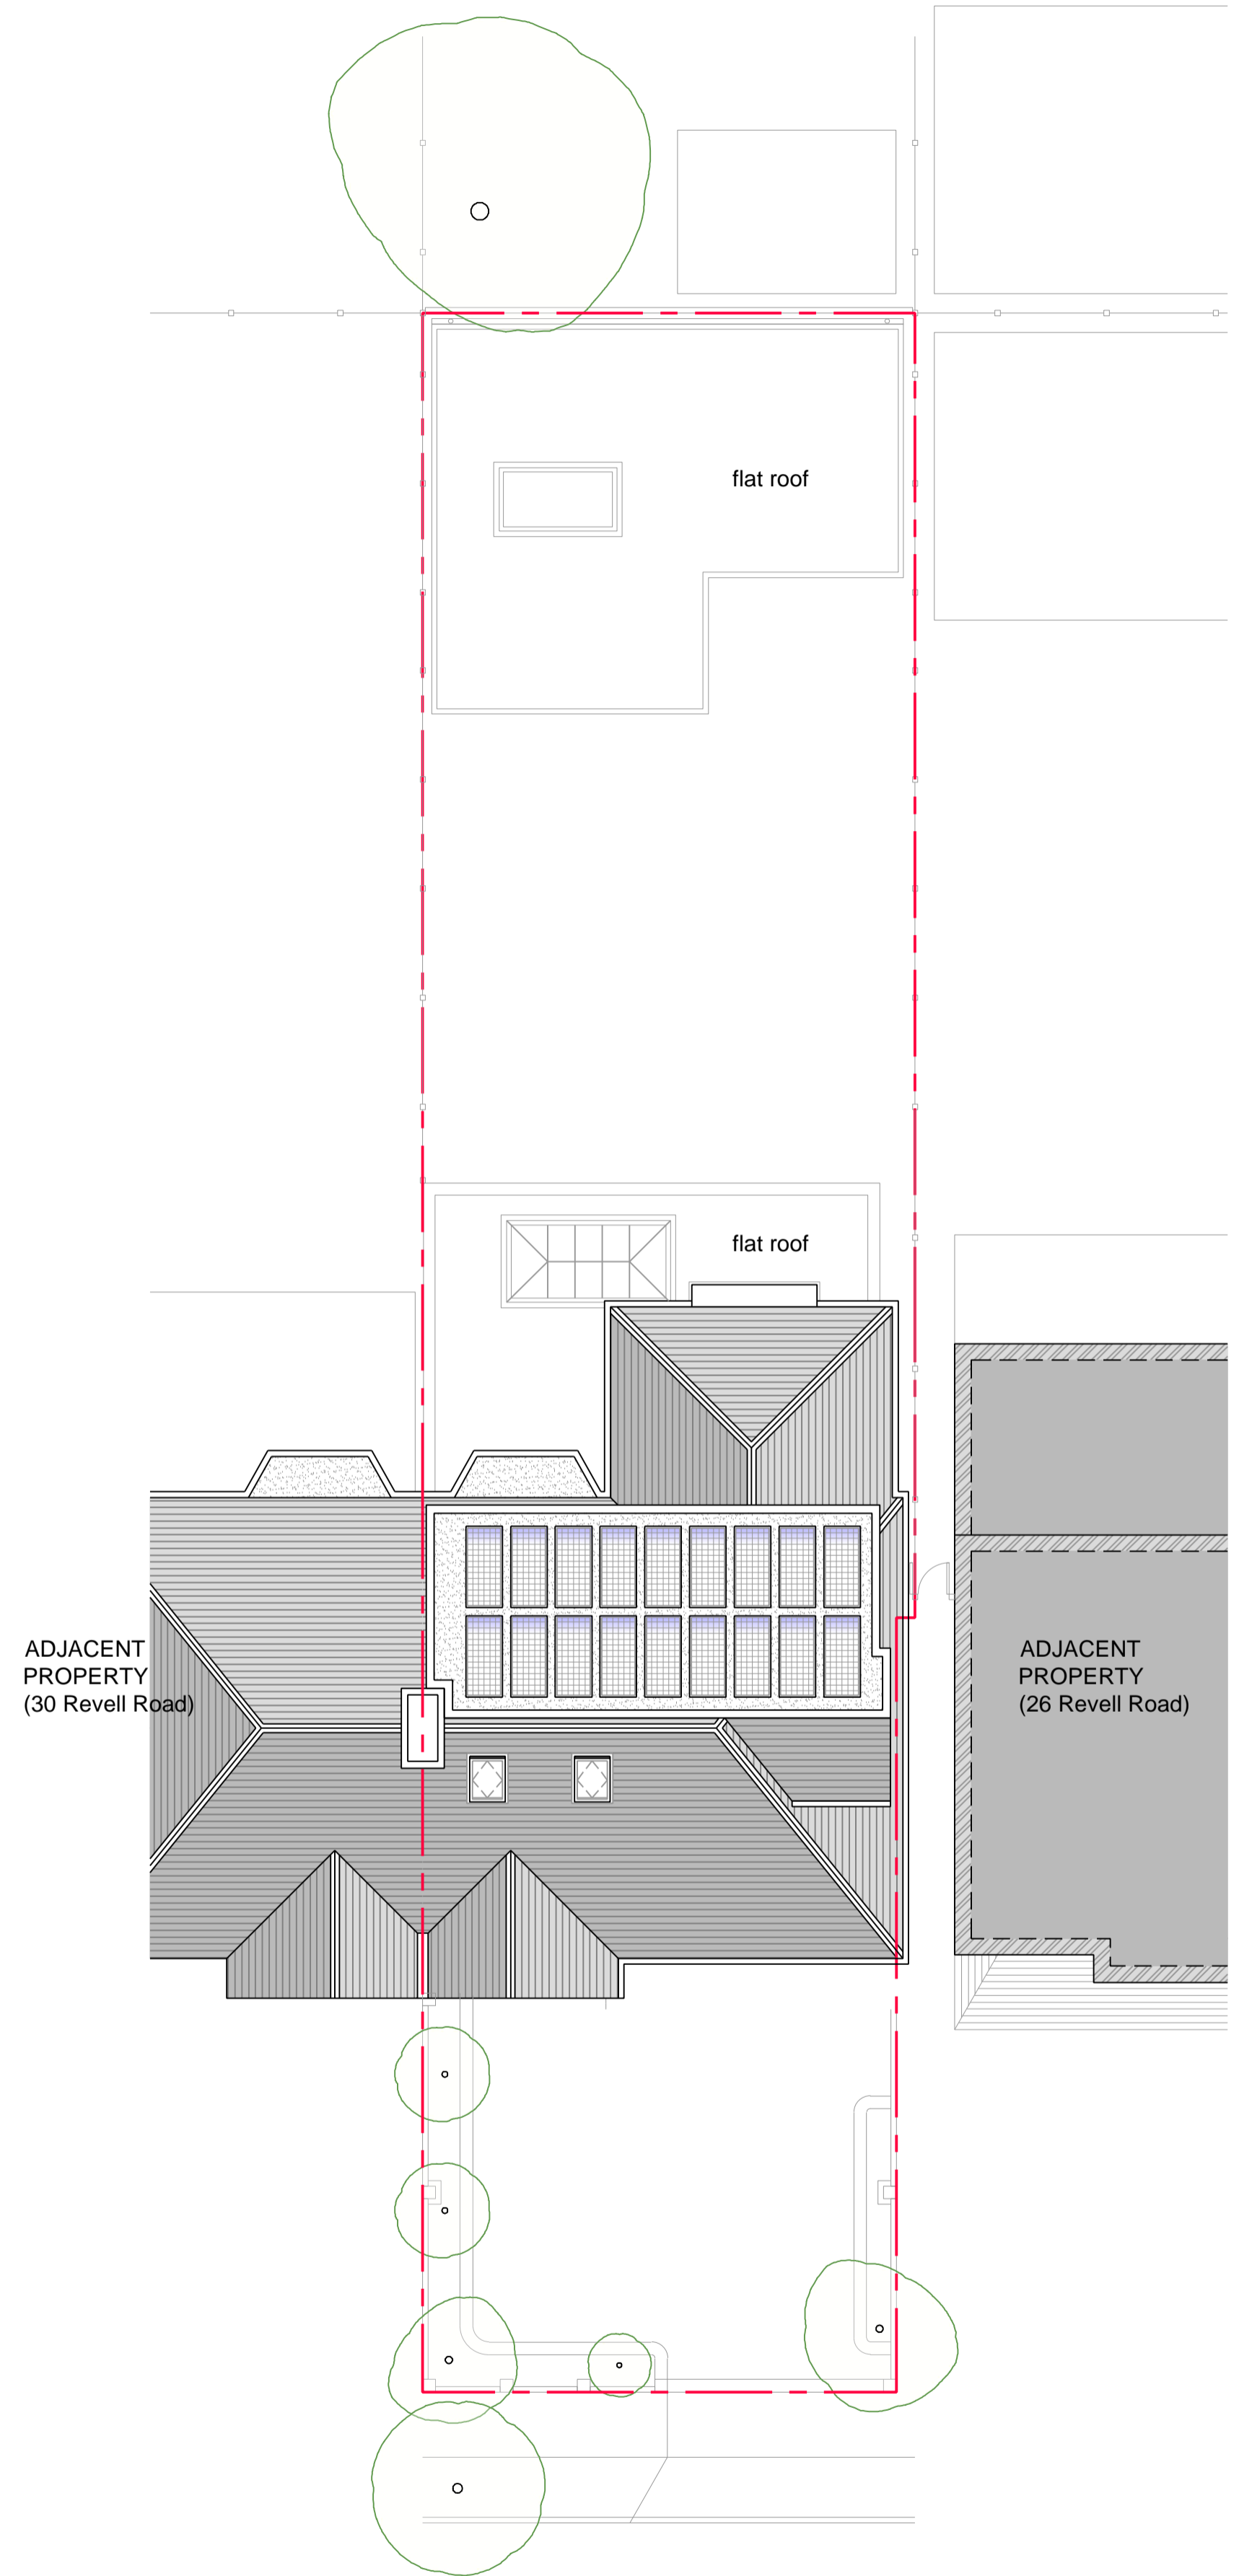 flat roof
flat roof
ADJACENT
PROPERTY
(30 Revell Road)
ADJACENT
PROPERTY
(26 Revell Road)